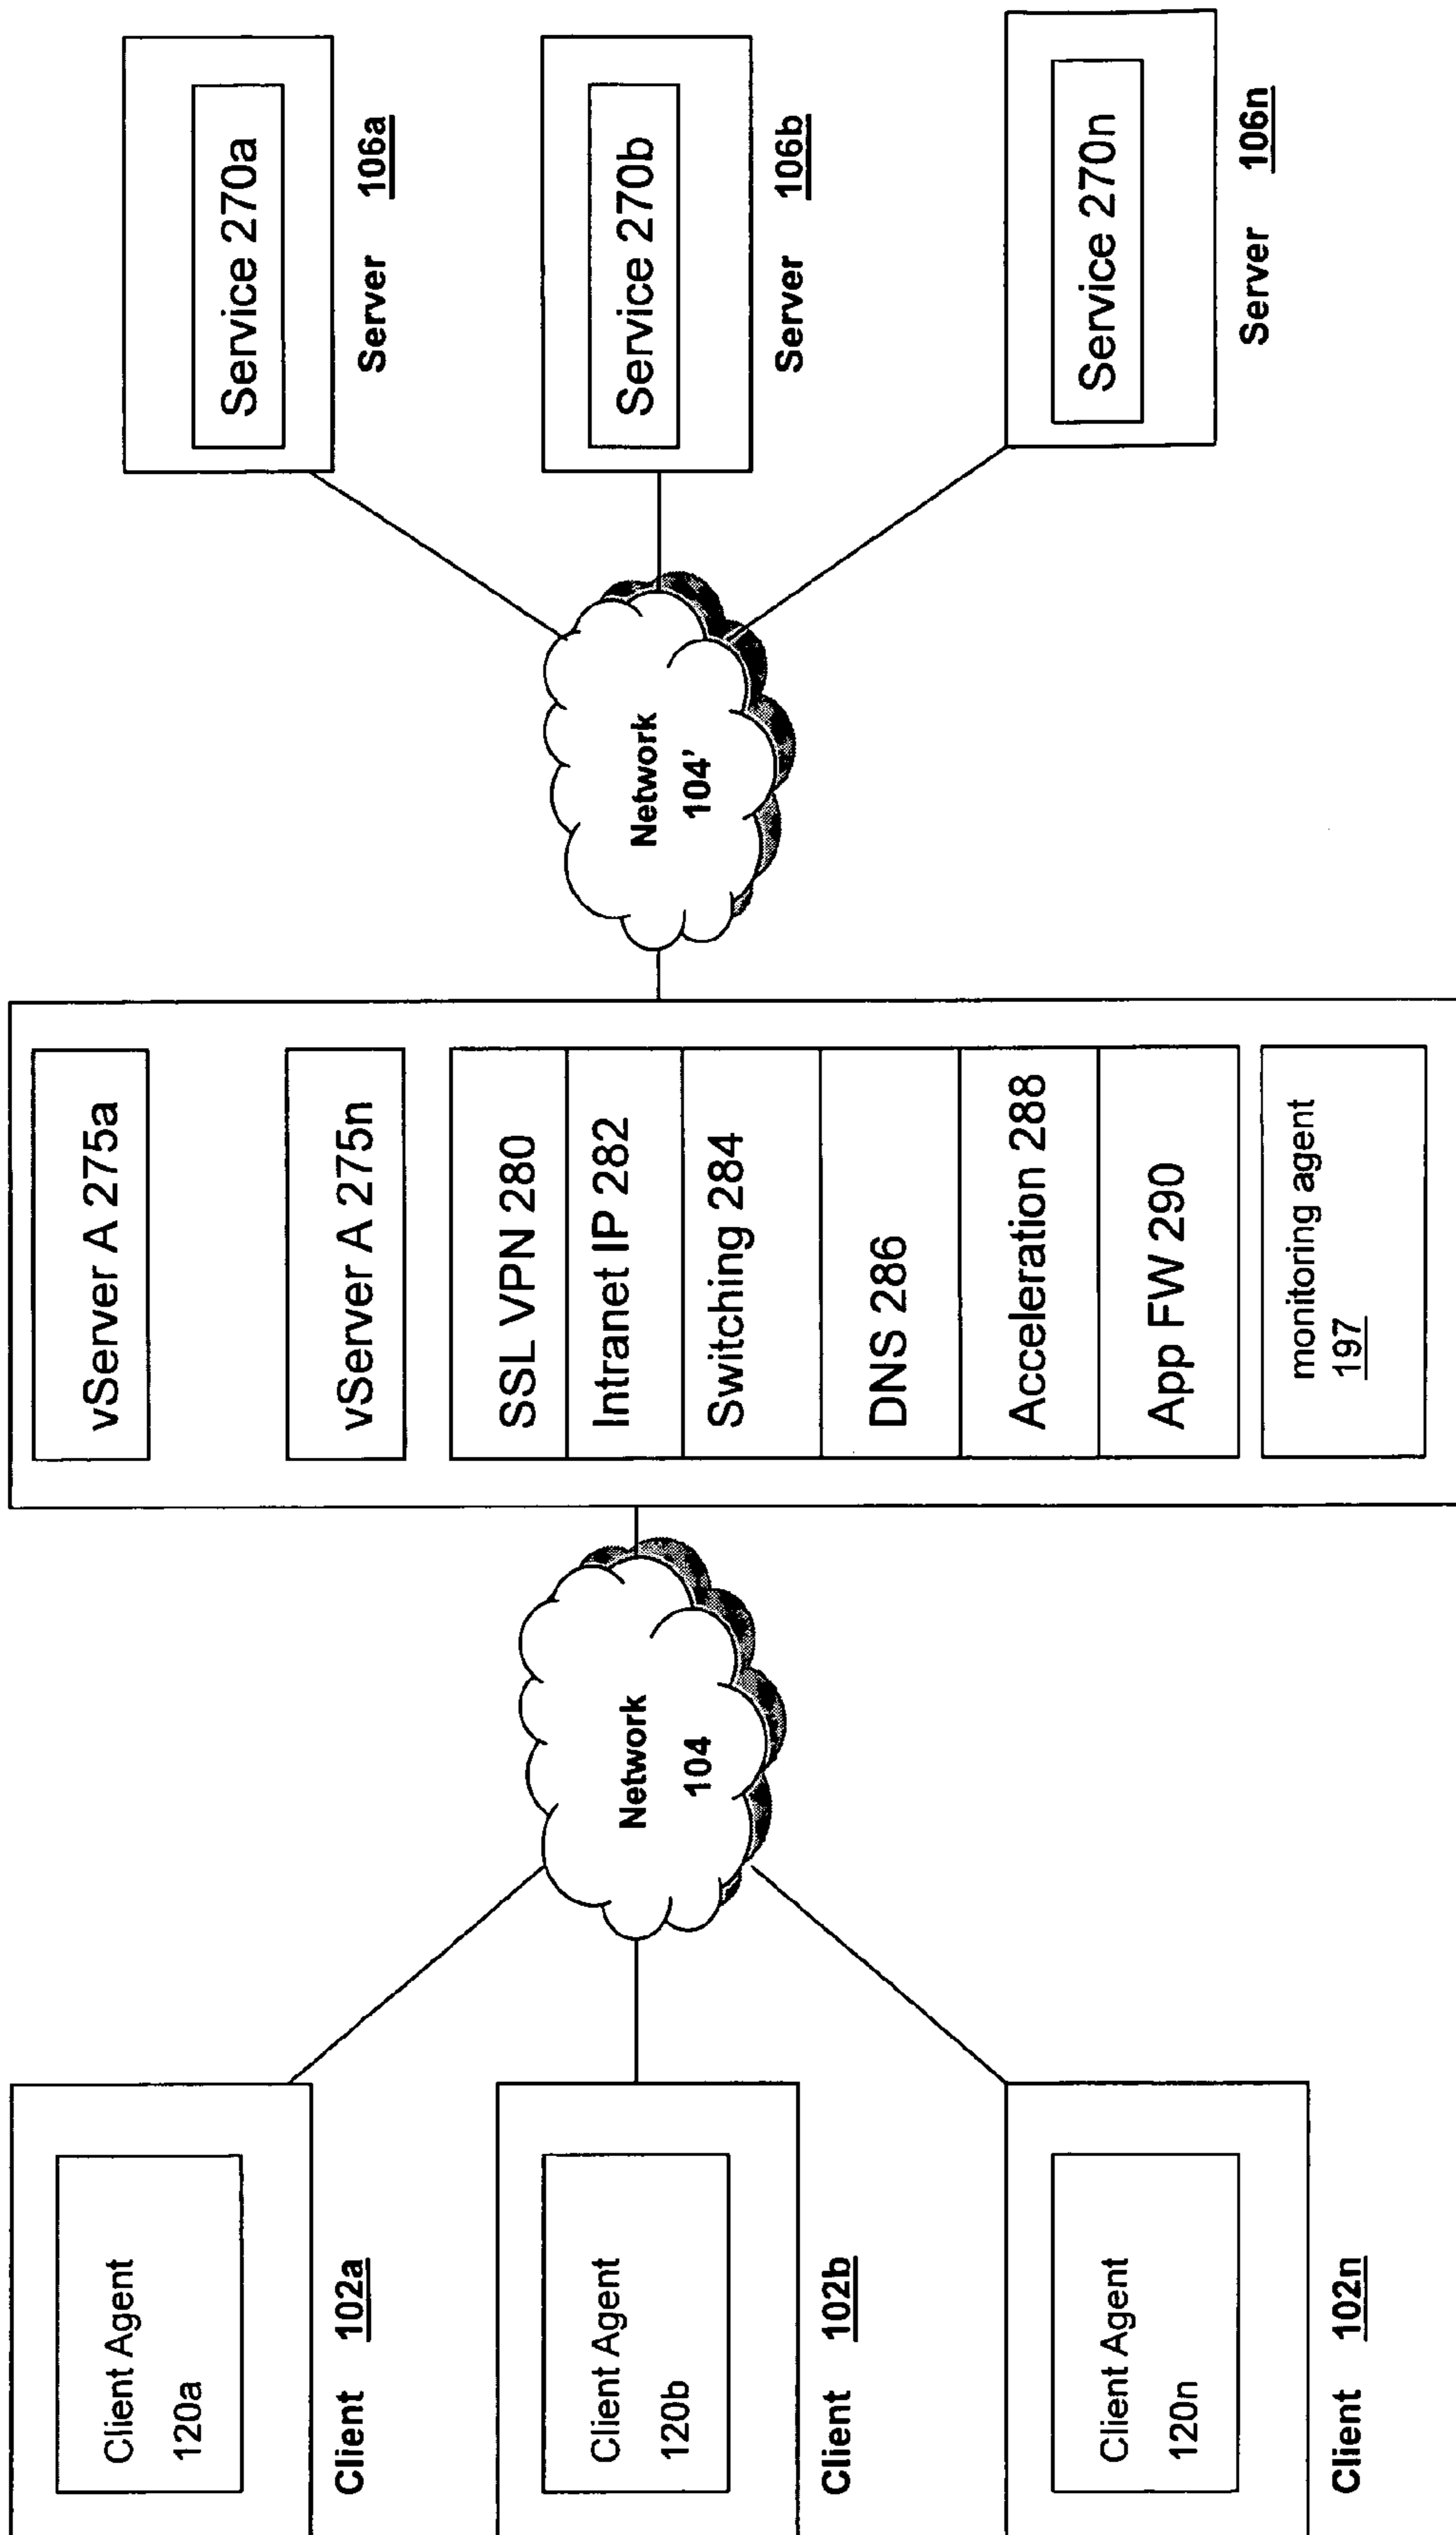 Client Agent
120a
Client 102a
Client Agent
120b
Client 102b
Client Agent
120n
Client 102n
Network
104
vServer A 275a
vServer A 275n
SSL VPN 280
Intranet IP 282
Switching 284
DNS 286
Acceleration 288
App FW 290
monitoring agent
197
Network
104'
Service 270a
Server 106a
Service 270b
Server 106b
Service 270n
Server 106n